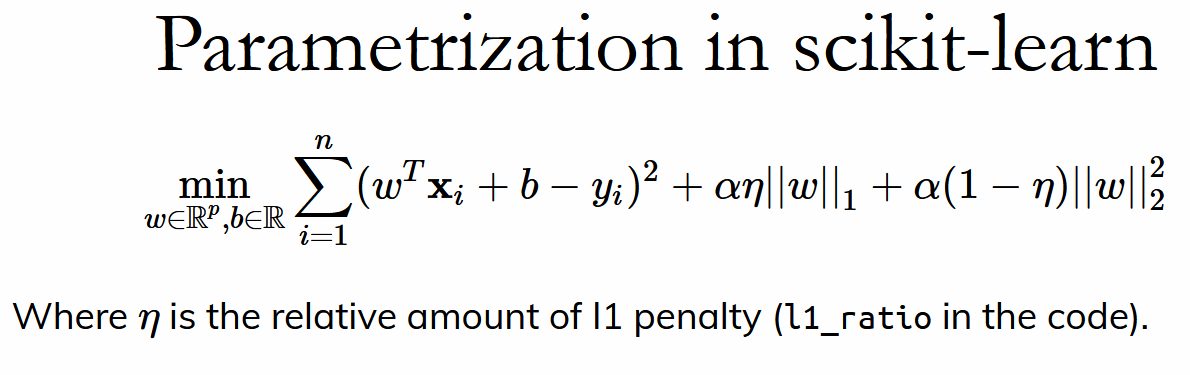 Parametrization in scikit-learn
min_{w∈ℝ^p,b∈ℝ} ∑_{i=1}^{n} (w^T 𝐱_i + b − y_i)^2 + αη||w||_1 + α(1 − η)||w||_2^2
Where η is the relative amount of l1 penalty (l1_ratio in the code).